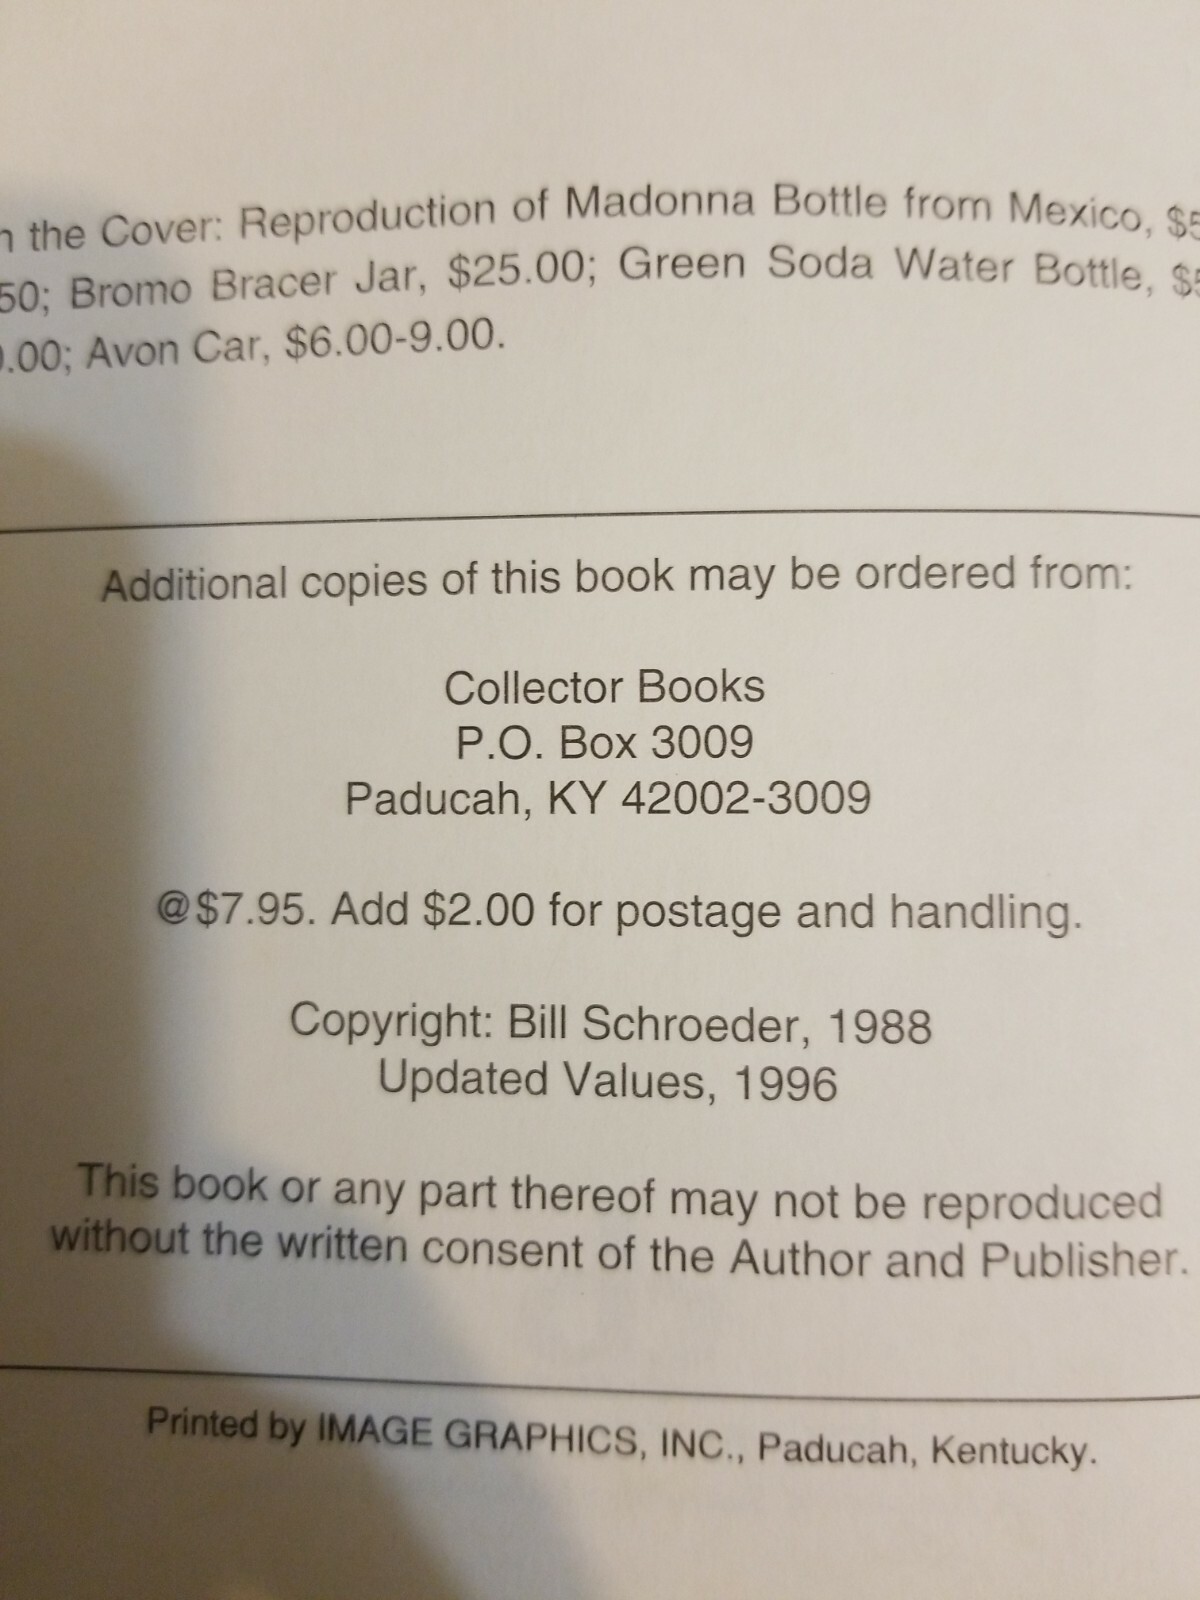 the Cover: Reproduction of Madonna Bottle from Mexico,
50; Bromo Bracer Jar, $25.00; Green Soda Water Bottle,
.00; Avon Car, $6.00-9.00.
Additional copies of this book may be ordered from:
Collector Books
P.O. Box 3009
Paducah, KY 42002-3009
@$7.95. Add $2.00 for postage and handling.
Copyright: Bill Schroeder, 1988
Updated Values, 1996
This book or any part thereof may not be reproduced
without the written consent of the Author and Publisher.
Printed by IMAGE GRAPHICS, INC., Paducah, Kentucky.